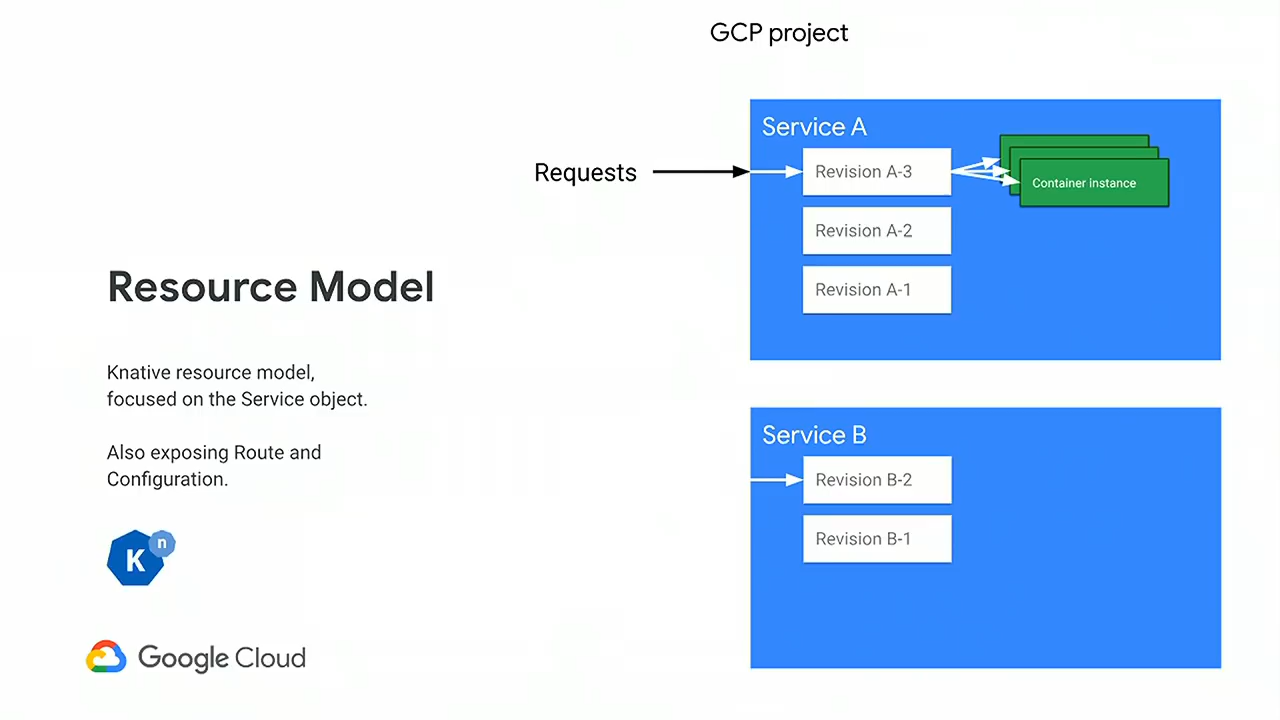 GCP project
Service A
Requests
Revision A-3
Container instance
Revision A-2
Revision A-1
Resource Model
Knative resource model,
focused on the Service object.
Also exposing Route and
Configuration.
Kn
Google Cloud
Service B
Revision B-2
Revision B-1